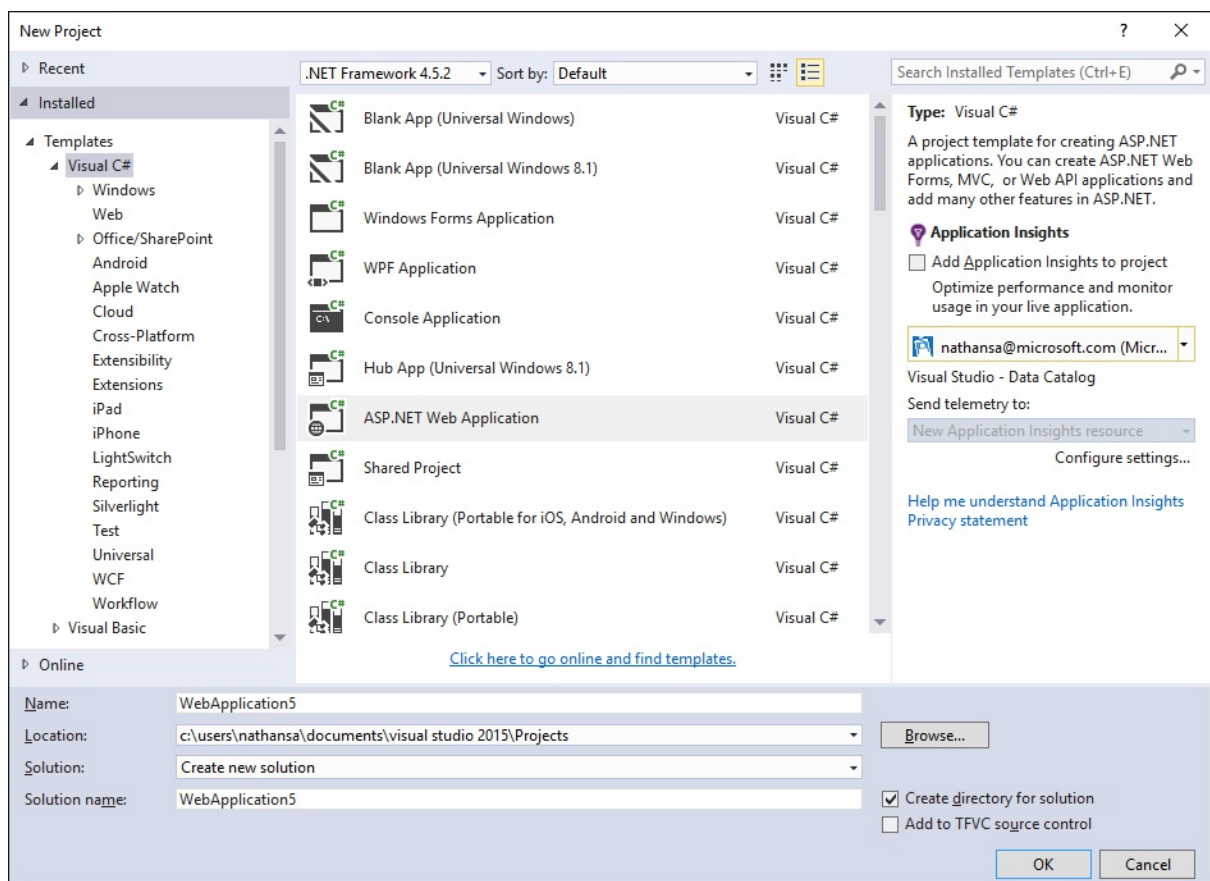 New Project
?
Recent
.NET Framework 4.5.2
Sort by: Default
Search Installed Templates (Ctrl+E)
Installed
Templates
Visual C#
Windows
Web
Office/SharePoint
Android
Apple Watch
Cloud
Cross-Platform
Extensibility
Extensions
iPad
iPhone
LightSwitch
Reporting
Silverlight
Test
Universal
WCF
Workflow
Visual Basic
Online
C# Blank App (Universal Windows) Visual C#
C# Blank App (Universal Windows 8.1) Visual C#
C# Windows Forms Application Visual C#
C# WPF Application Visual C#
C# Console Application Visual C#
C# Hub App (Universal Windows 8.1) Visual C#
C# ASP.NET Web Application Visual C#
C# Shared Project Visual C#
C# Class Library (Portable for iOS, Android and Windows) Visual C#
C# Class Library Visual C#
C# Class Library (Portable) Visual C#
Click here to go online and find templates.
Type: Visual C#
A project template for creating ASP.NET
applications. You can create ASP.NET Web
Forms, MVC, or Web API applications and
add many other features in ASP.NET.
Application Insights
Add Application Insights to project
Optimize performance and monitor
usage in your live application.
nathansa@microsoft.com (Micr...
Visual Studio - Data Catalog
Send telemetry to:
New Application Insights resource
Configure settings...
Help me understand Application Insights
Privacy statement
Name: WebApplication5
Location: c:\users\nathansa\documents\visual studio 2015\Projects
Browse...
Solution: Create new solution
Solution name: WebApplication5
Create directory for solution
Add to TFVC source control
OK
Cancel